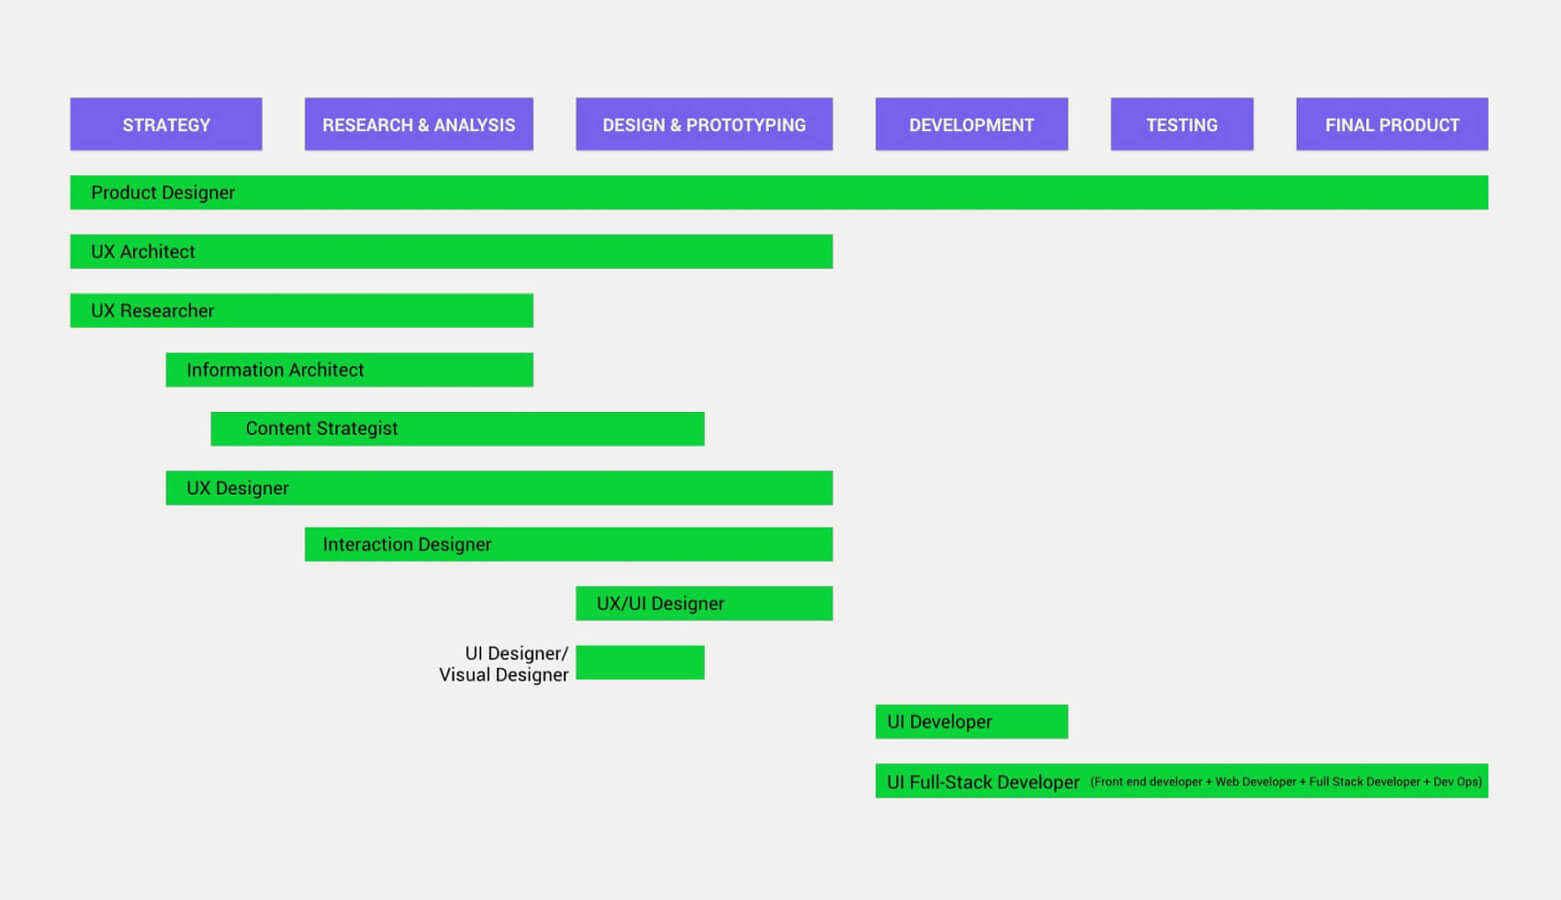 STRATEGY
RESEARCH & ANALYSIS
DESIGN & PROTOTYPING
DEVELOPMENT
TESTING
FINAL PRODUCT
Product Designer
UX Architect
UX Researcher
Information Architect
Content Strategist
UX Designer
Interaction Designer
UX/UI Designer
UI Designer/
Visual Designer
UI Developer
UI Full-Stack Developer (Front end developer + Web Developer + Full Stack Developer + Dev Ops)